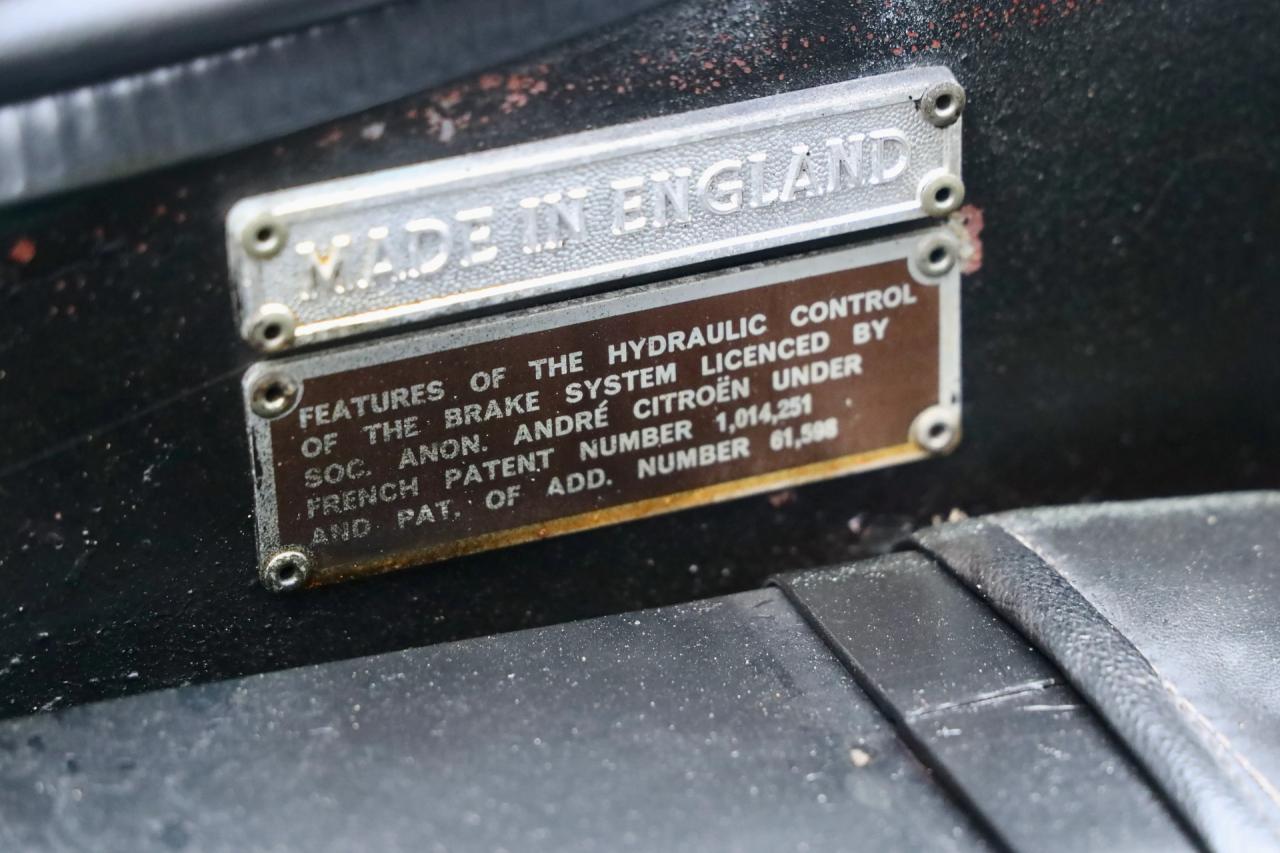 MADE IN ENGLAND
FEATURES OF THE HYDRAULIC CONTROL
OF THE BRAKE SYSTEM LICENCED BY
SOC. ANON. ANDRÉ CITROËN UNDER
FRENCH PATENT NUMBER 1,014,251
AND PAT. OF ADD. NUMBER 61,598